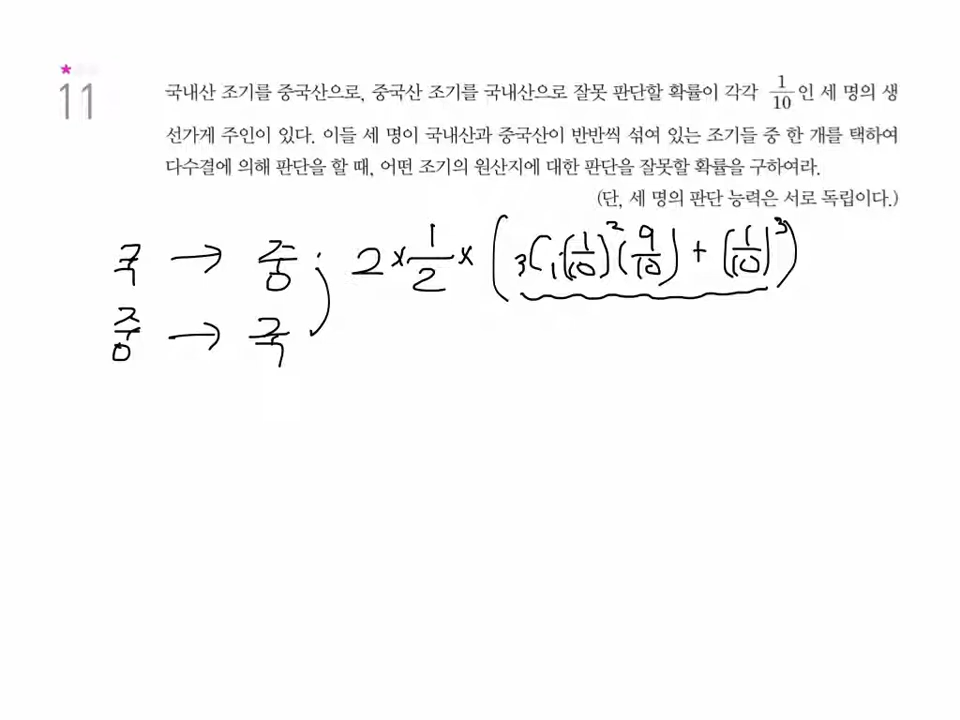 ★
11
국내산 조기를 중국산으로, 중국산 조기를 국내산으로 잘못 판단할 확률이 각각 1/10인 세 명의 생
선가게 주인이 있다. 이들 세 명이 국내산과 중국산이 반반씩 섞여 있는 조기들 중 한 개를 택하여
다수결에 의해 판단을 할 때, 어떤 조기의 원산지에 대한 판단을 잘못할 확률을 구하여라.
(단, 세 명의 판단 능력은 서로 독립이다.)
국 → 중 : 2 × 1/2 × (₃C₁(1/10)²(9/10) + (1/10)³)
중 → 국